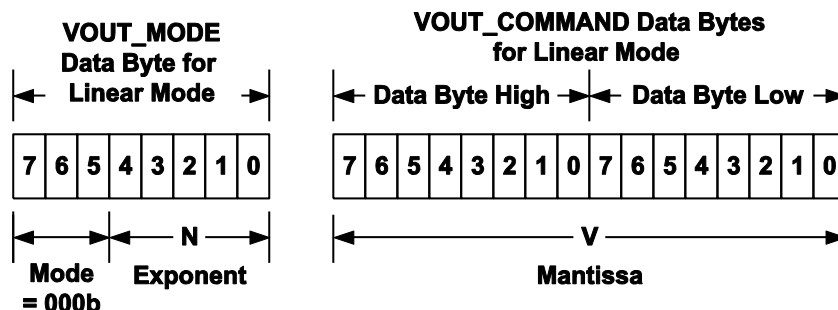 VOUT_MODE
Data Byte for
Linear Mode
VOUT_COMMAND Data Bytes
for Linear Mode
Data Byte High
Data Byte Low
7 6 5 4 3 2 1 0
7 6 5 4 3 2 1 0 7 6 5 4 3 2 1 0
N
V
Mode
= 000b
Exponent
Mantissa